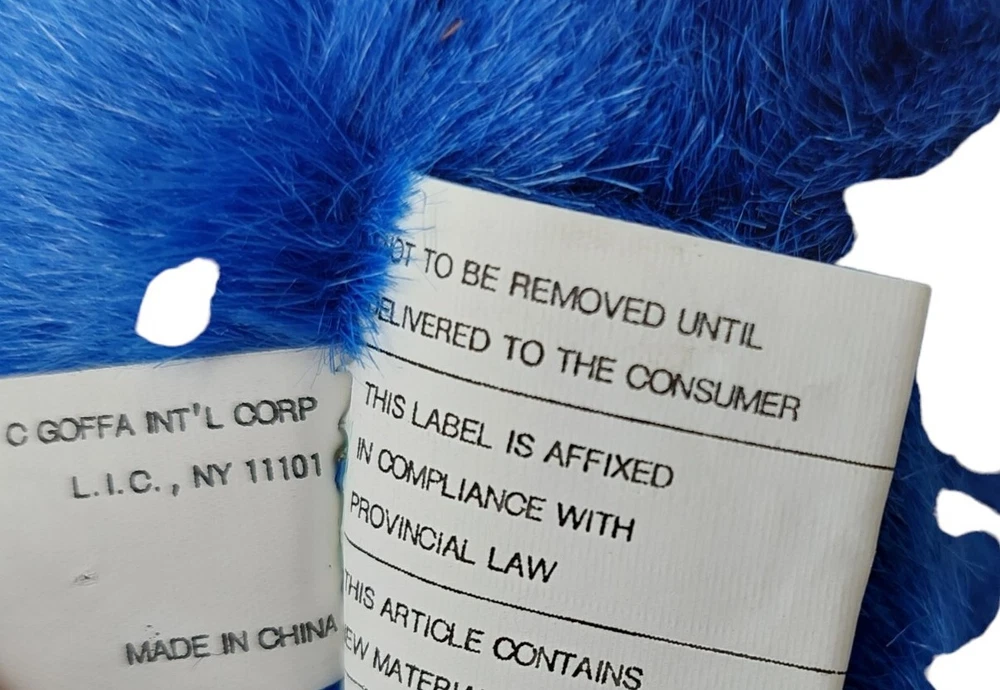 C GOFFA INT'L CORP
L.I.C., NY 11101
MADE IN CHINA
NOT TO BE REMOVED UNTIL
DELIVERED TO THE CONSUMER
THIS LABEL IS AFFIXED
IN COMPLIANCE WITH
PROVINCIAL LAW
THIS ARTICLE CONTAINS